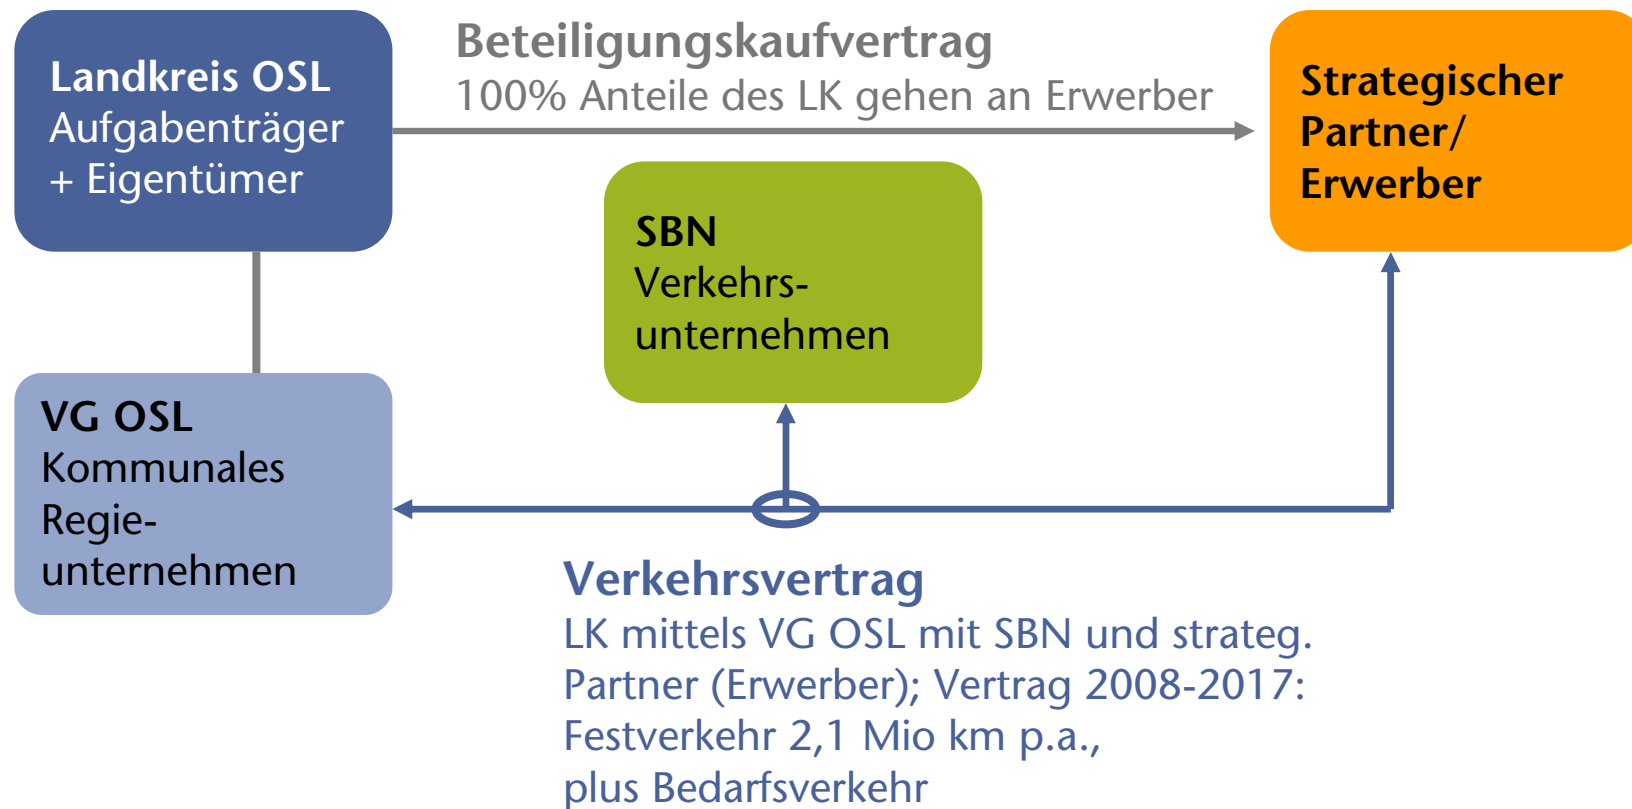 Landkreis OSL
Aufgabenträger
+ Eigentümer
Beteiligungskaufvertrag
100% Anteile des LK gehen an Erwerber
Strategischer
Partner/
Erwerber
SBN
Verkehrs-
unternehmen
VG OSL
Kommunales
Regie-
unternehmen
Verkehrsvertrag
LK mittels VG OSL mit SBN und strateg.
Partner (Erwerber); Vertrag 2008-2017:
Festverkehr 2,1 Mio km p.a.,
plus Bedarfsverkehr